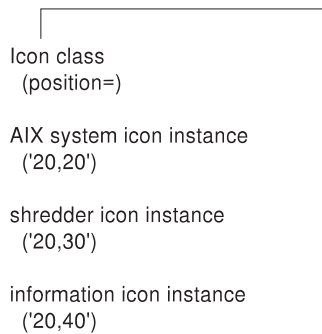 Icon class
(position=)
AIX system icon instance
('20,20')
shredder icon instance
('20,30')
information icon instance
('20,40')